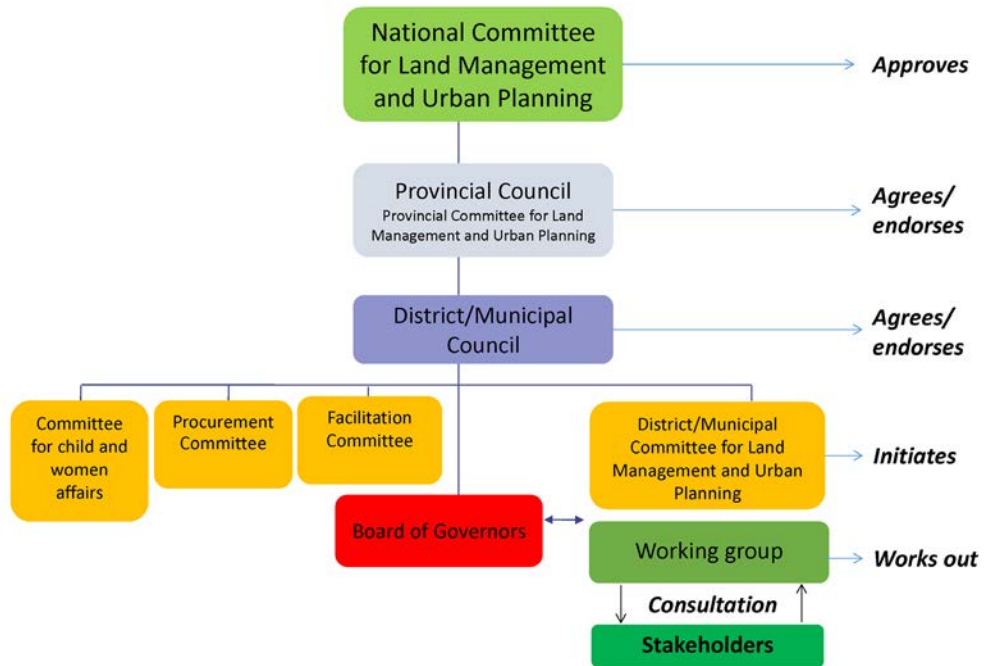 National Committee
for Land Management
and Urban Planning
Approves
Provincial Council
Provincial Committee for Land
Management and Urban Planning
Agrees/
endorses
District/Municipal
Council
Agrees/
endorses
Committee
for child and
women
affairs
Procurement
Committee
Facilitation
Committee
District/Municipal
Committee for Land
Management and Urban
Planning
Initiates
Board of Governors
Working group
Works out
Consultation
Stakeholders